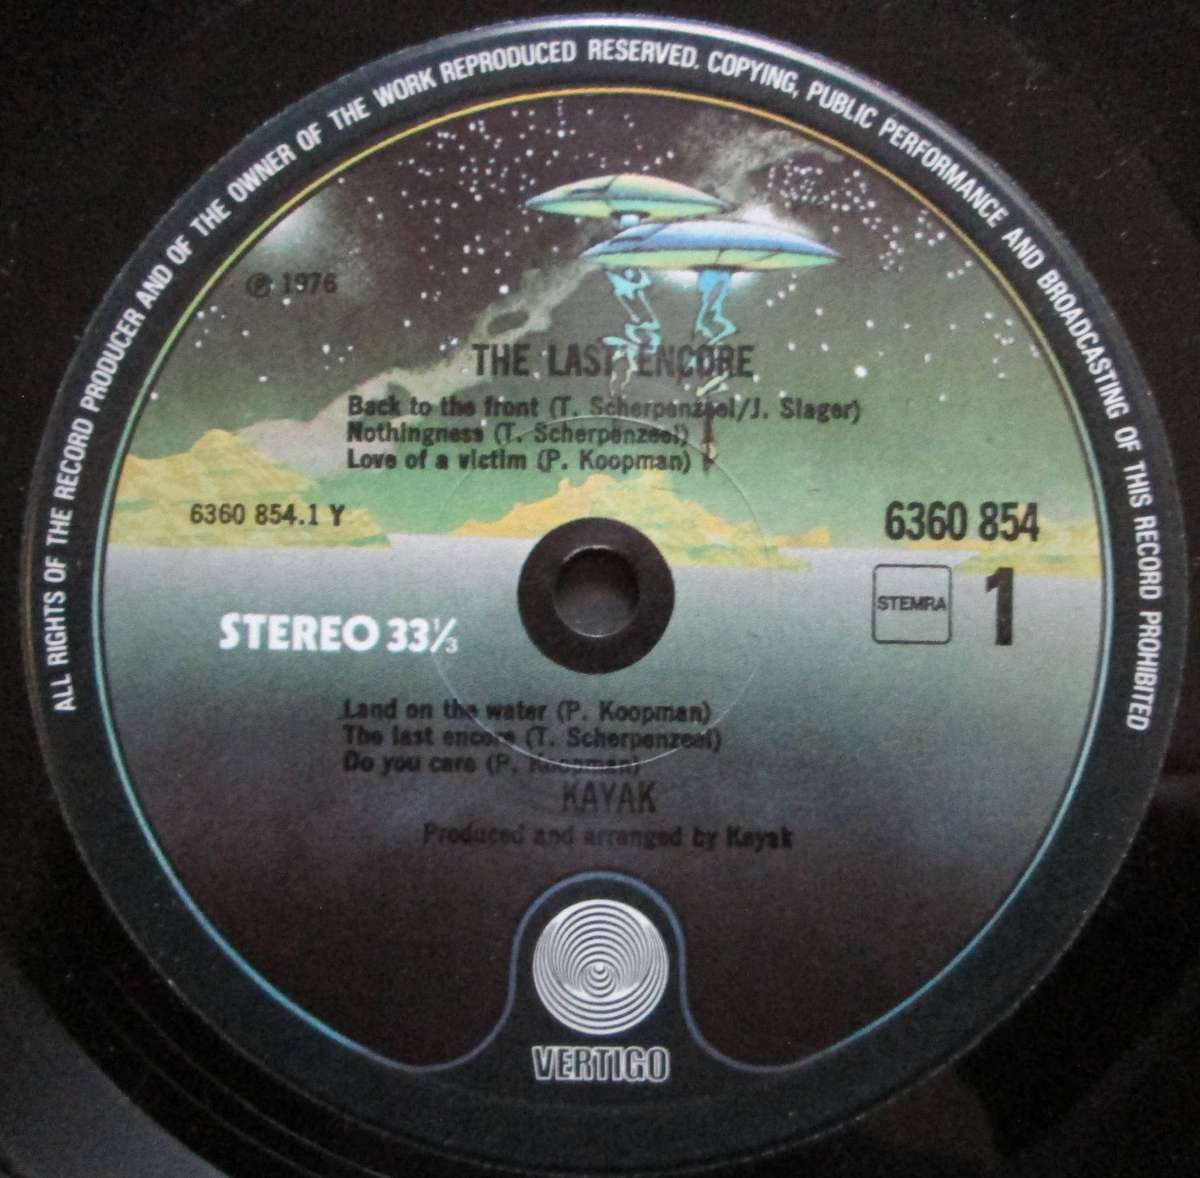 ALL RIGHTS OF THE RECORD PRODUCER AND OF THE OWNER OF THE WORK REPRODUCED RESERVED. COPYING, PUBLIC PERFORMANCE AND BROADCASTING OF THIS RECORD PROHIBITED
℗ 1976
THE LAST ENCORE
Back to the front (T. Scherpenzeel/J. Slager)
Nothingness (T. Scherpenzeel)
Love of a victim (P. Koopman)
6360 854.1 Y
6360 854
STEMRA
1
STEREO 33⅓
Land on the water (P. Koopman)
The last encore (T. Scherpenzeel)
Do you care (P. Koopman)
KAYAK
Produced and arranged by Kayak
VERTIGO